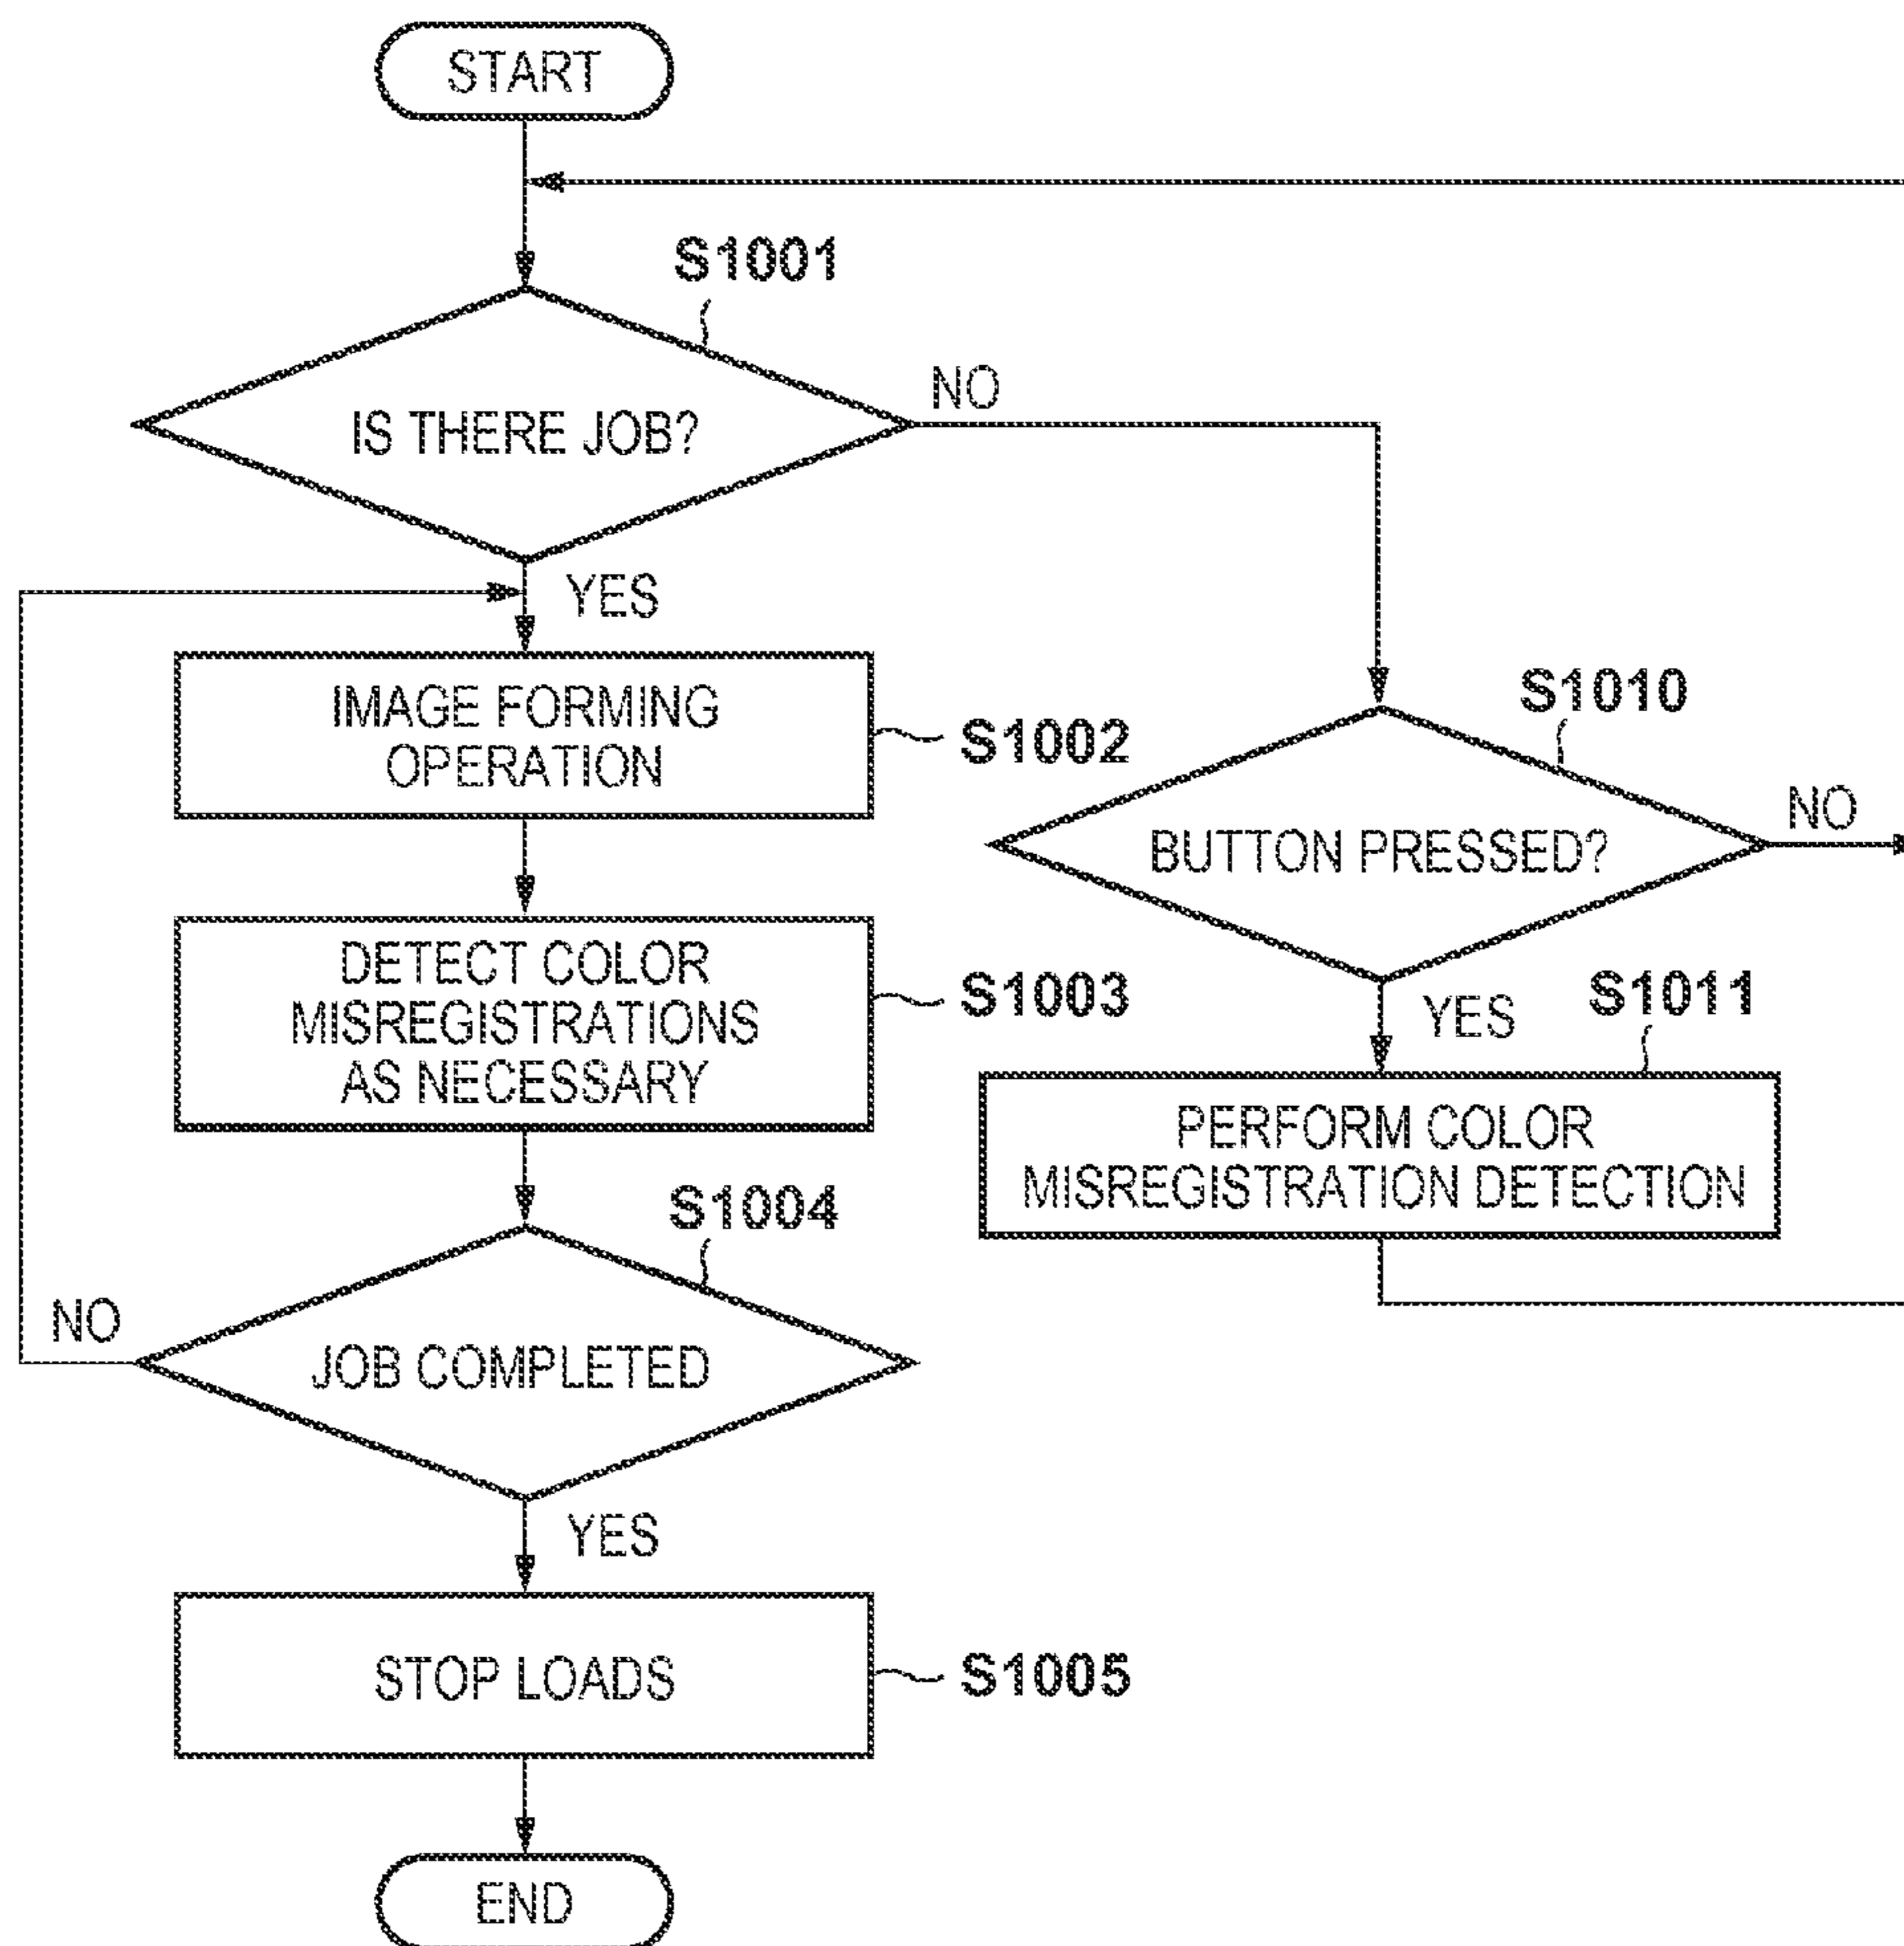 START
S1001
IS THERE JOB?
NO
YES
IMAGE FORMING
OPERATION
S1002
S1010
BUTTON PRESSED?
NO
DETECT COLOR
MISREGISTRATIONS
AS NECESSARY
S1003
YES
S1011
PERFORM COLOR
MISREGISTRATION DETECTION
S1004
NO
JOB COMPLETED
YES
STOP LOADS
S1005
END